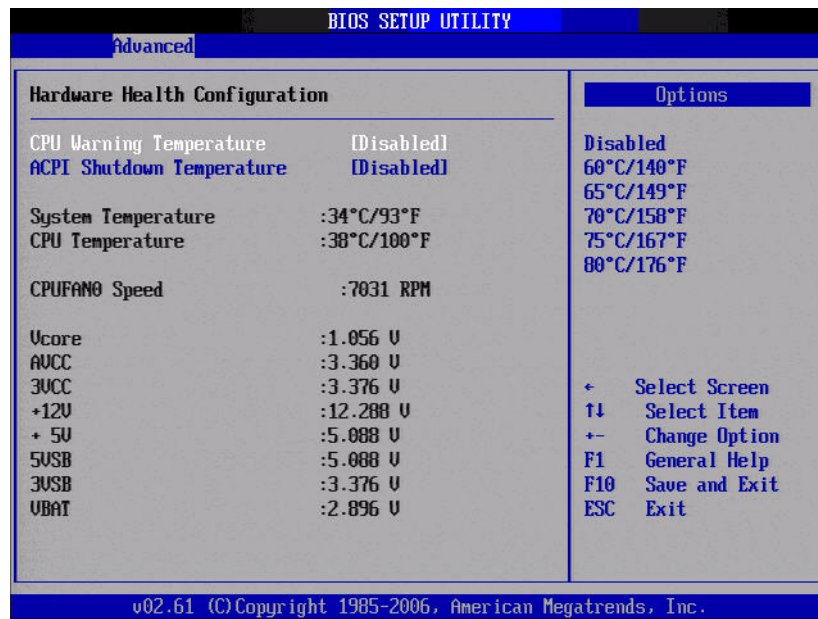 BIOS SETUP UTILITY
Advanced
Hardware Health Configuration
CPU Warning Temperature [Disabled]
ACPI Shutdown Temperature [Disabled]
System Temperature :34°C/93°F
CPU Temperature :38°C/100°F
CPUFAN0 Speed :7031 RPM
Vcore :1.056 V
AVCC :3.360 V
3VCC :3.376 V
+12V :12.288 V
+ 5V :5.088 V
5VSB :5.088 V
3VSB :3.376 V
VBAT :2.896 V
Options
Disabled
60°C/140°F
65°C/149°F
70°C/158°F
75°C/167°F
80°C/176°F
← Select Screen
↑↓ Select Item
+- Change Option
F1 General Help
F10 Save and Exit
ESC Exit
v02.61 (C)Copyright 1985-2006, American Megatrends, Inc.